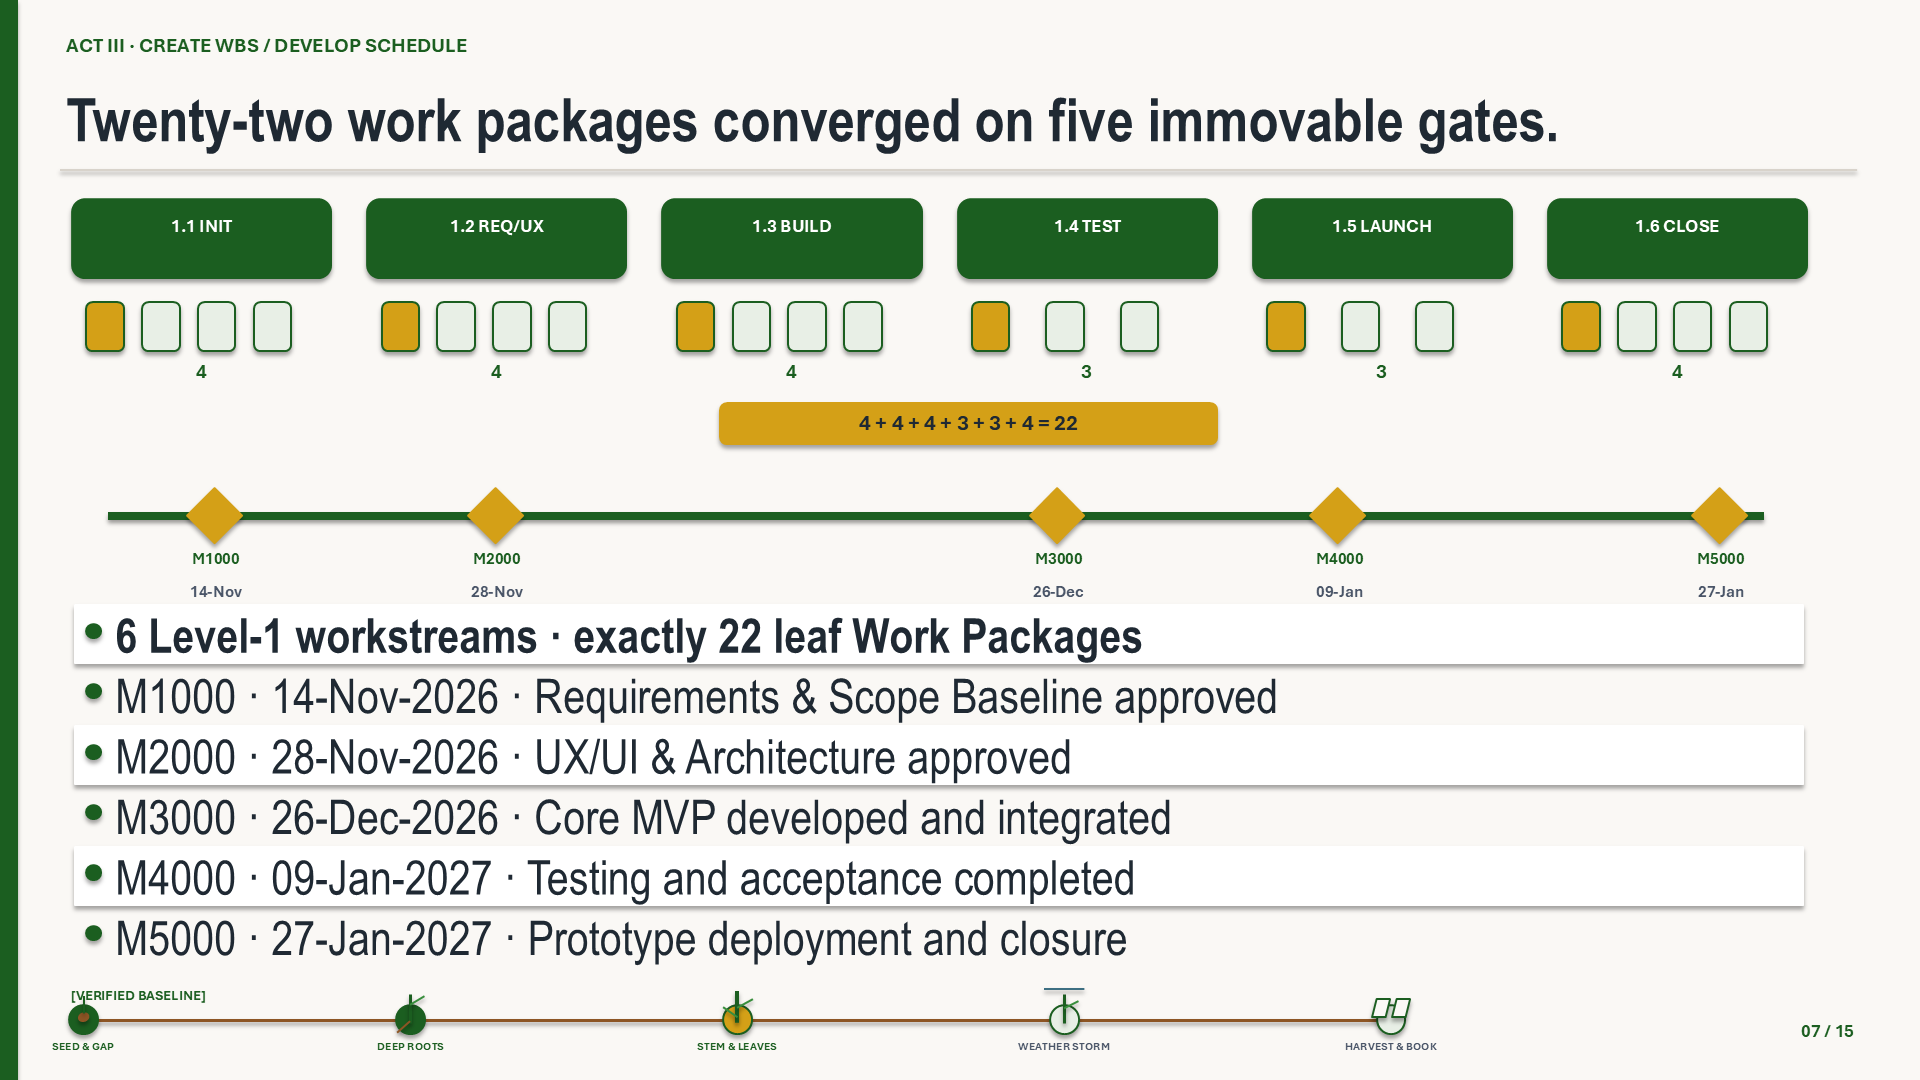 ACT III · CREATE WBS / DEVELOP SCHEDULE
Twenty-two work packages converged on five immovable gates.
1.1 INIT
1.2 REQ/UX
1.3 BUILD
1.4 TEST
1.5 LAUNCH
1.6 CLOSE
4
4
4
3
3
4
4 + 4 + 4 + 3 + 3 + 4 = 22
M1000
M2000
M3000
M4000
M5000
14-Nov
28-Nov
26-Dec
09-Jan
27-Jan
6 Level-1 workstreams · exactly 22 leaf Work Packages
M1000 · 14-Nov-2026 · Requirements & Scope Baseline approved
M2000 · 28-Nov-2026 · UX/UI & Architecture approved
M3000 · 26-Dec-2026 · Core MVP developed and integrated
M4000 · 09-Jan-2027 · Testing and acceptance completed
M5000 · 27-Jan-2027 · Prototype deployment and closure
[VERIFIED BASELINE]
SEED & GAP
DEEP ROOTS
STEM & LEAVES
WEATHER STORM
HARVEST & BOOK
07 / 15